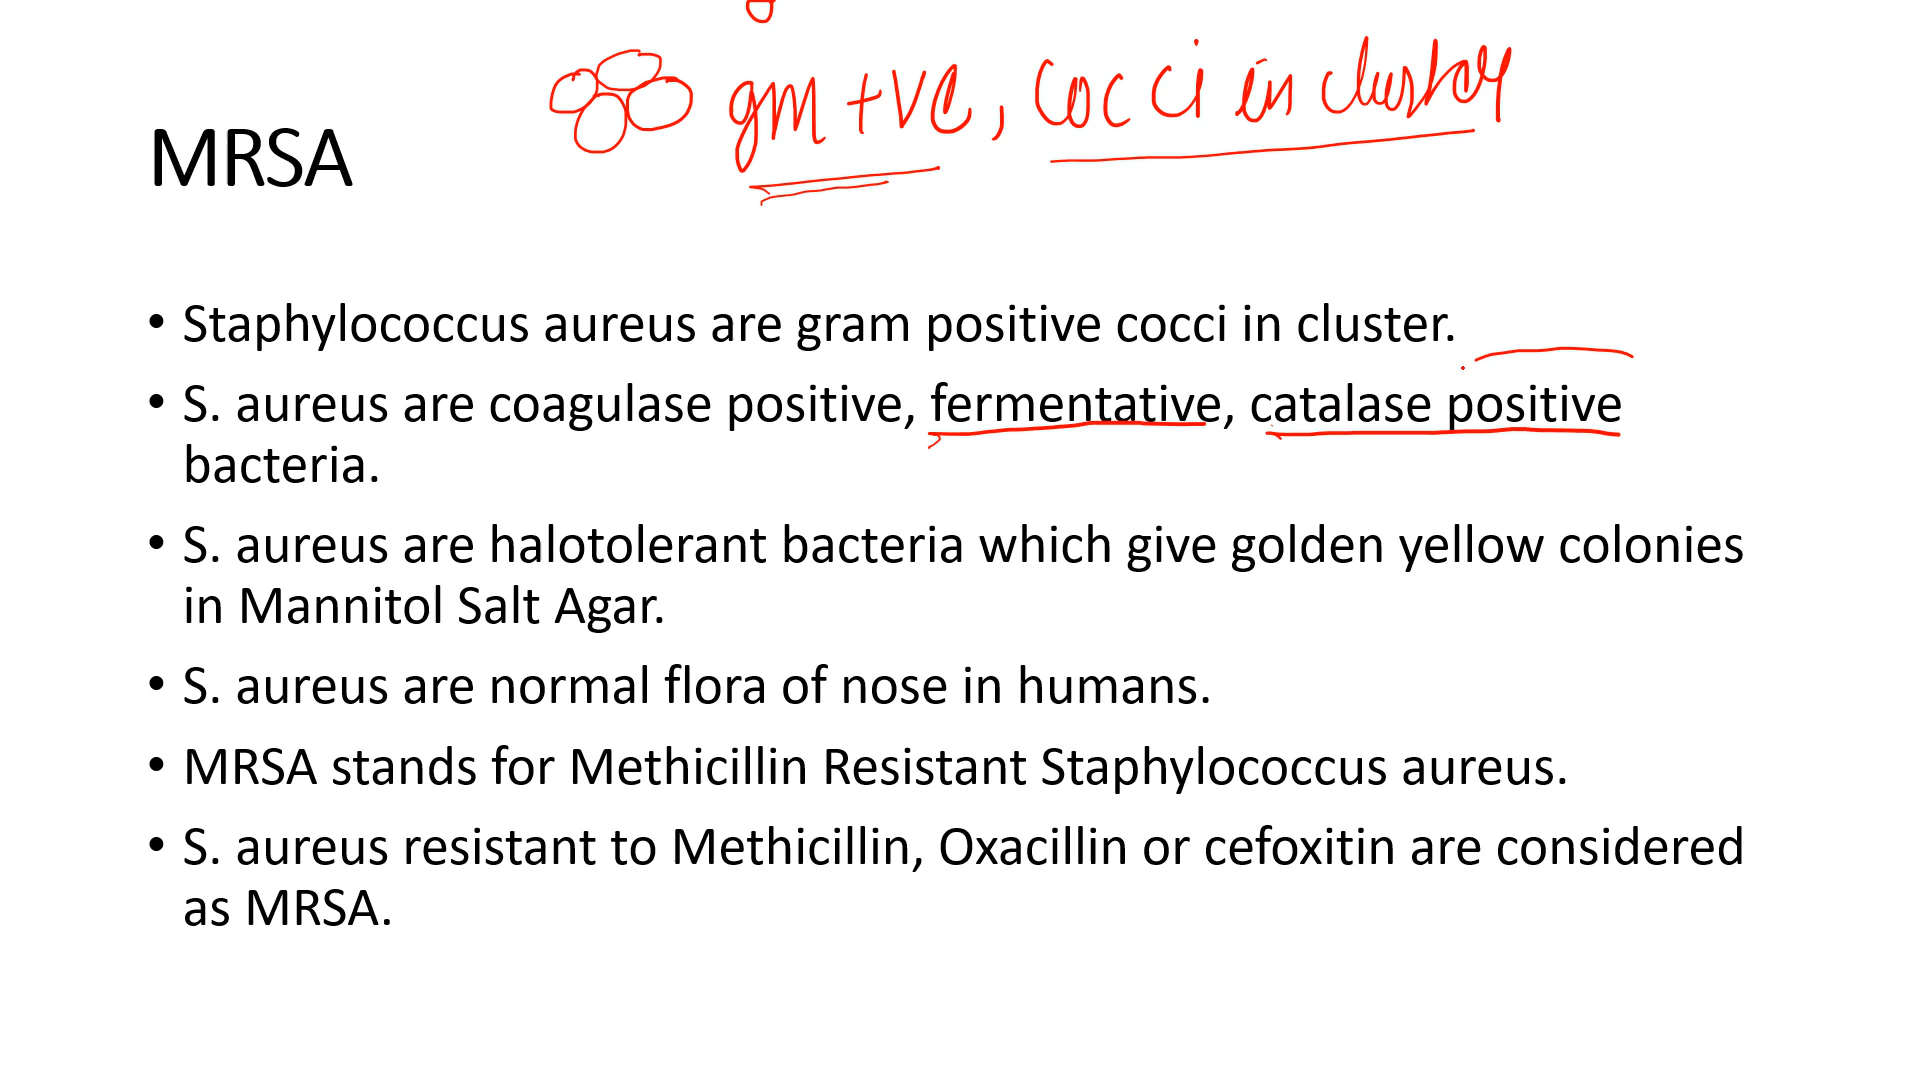 gm +ve, cocci in cluster
MRSA
• Staphylococcus aureus are gram positive cocci in cluster.
• S. aureus are coagulase positive, fermentative, catalase positive
bacteria.
• S. aureus are halotolerant bacteria which give golden yellow colonies
in Mannitol Salt Agar.
• S. aureus are normal flora of nose in humans.
• MRSA stands for Methicillin Resistant Staphylococcus aureus.
• S. aureus resistant to Methicillin, Oxacillin or cefoxitin are considered
as MRSA.